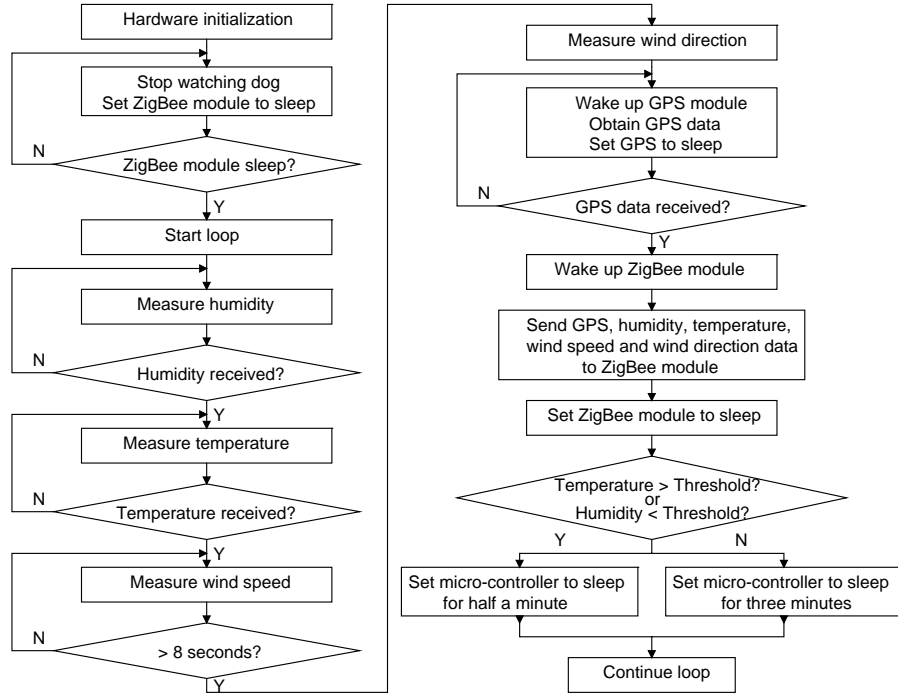 Hardware initialization
Stop watching dog
Set ZigBee module to sleep
N
ZigBee module sleep?
Y
Start loop
Measure humidity
N
Humidity received?
Y
Measure temperature
N
Temperature received?
Y
Measure wind speed
N
> 8 seconds?
Y
Measure wind direction
Wake up GPS module
Obtain GPS data
Set GPS to sleep
N
GPS data received?
Y
Wake up ZigBee module
Send GPS, humidity, temperature,
wind speed and wind direction data
to ZigBee module
Set ZigBee module to sleep
Temperature > Threshold?
or
Humidity < Threshold?
Y
N
Set micro-controller to sleep
for half a minute
Set micro-controller to sleep
for three minutes
Continue loop